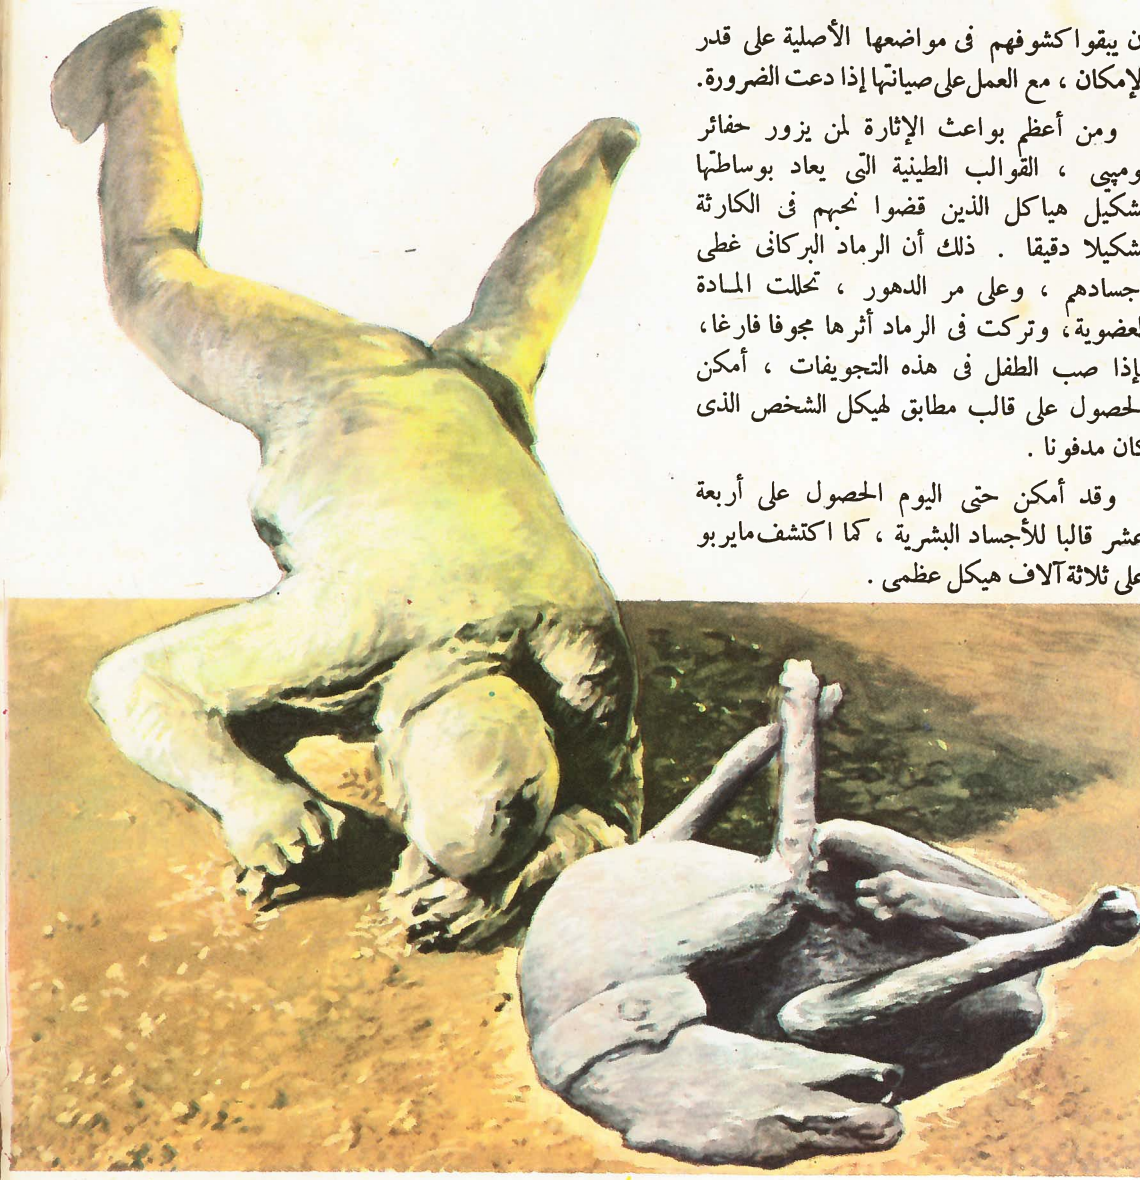 ن يبقوا كشوفهم فى مواضعها الأصلية على قدر
لإمكان ، مع العمل على صيانتها إذا دعت الضرورة.
ومن أعظم بواعث الإثارة لمن يزور حفائر
ومپيى ، القوالب الطينية التى يعاد بوساطتها
شكيل هياكل الذين قضوا نحبهم فى الكارثة
شكيلا دقيقا . ذلك أن الرماد البركانى غطى
جسادهم ، وعلى مر الدهور ، تحللت المادة
لعضوية ، وتركت فى الرماد أثرها مجوفا فارغا ،
إذا صب الطفل فى هذه التجويفات ، أمكن
لحصول على قالب مطابق لهيكل الشخص الذى
كان مدفونا .
وقد أمكن حتى اليوم الحصول على أربعة
عشر قالبا للأجساد البشرية ، كما اكتشف مايربو
على ثلاثة آلاف هيكل عظمى .